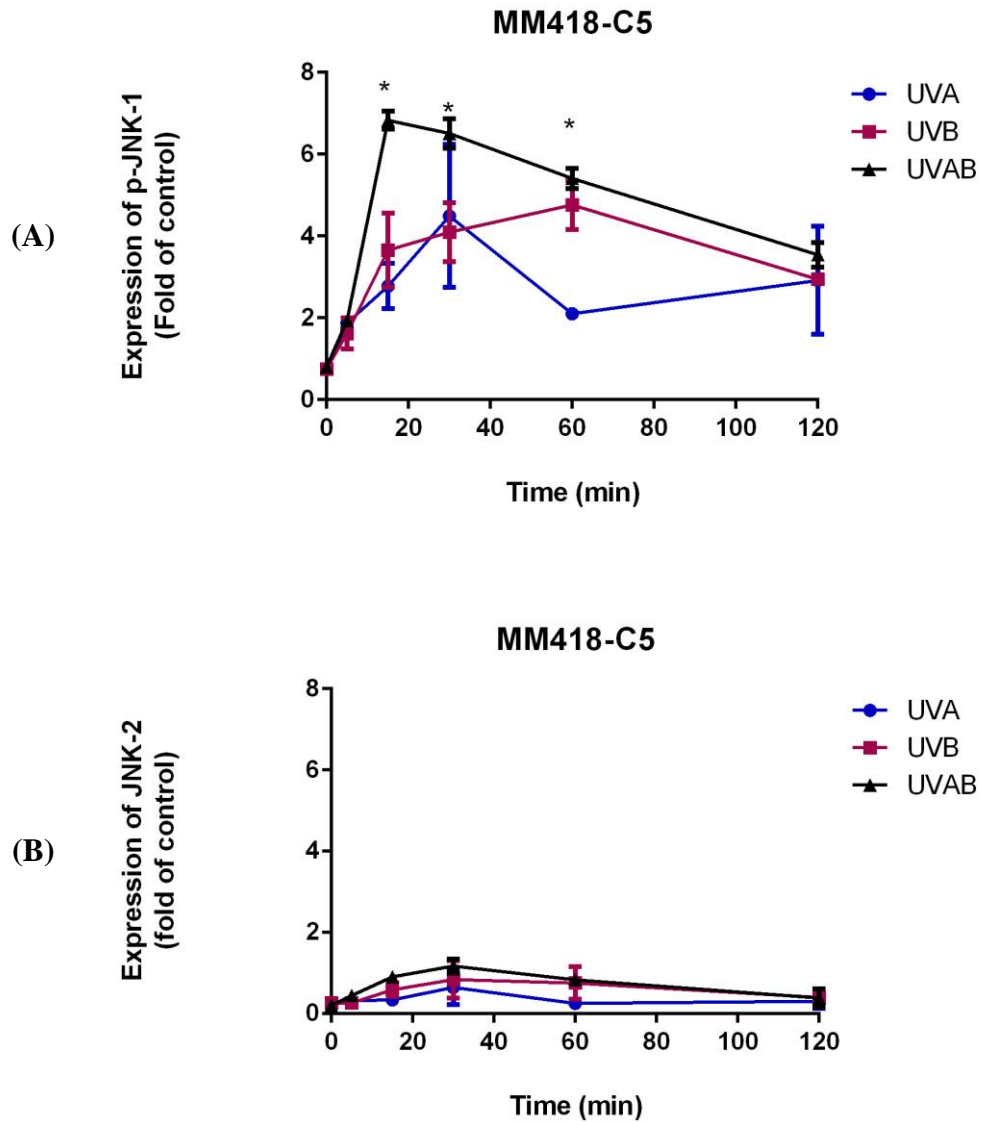 MM418-C5
(A)
Expression of p-JNK-1
(Fold of control)
8
6
4
2
0
*
*
*
UVA
UVB
UVAB
0 20 40 60 80 100 120
Time (min)
MM418-C5
(B)
Expression of JNK-2
(fold of control)
8
6
4
2
0
UVA
UVB
UVAB
0 20 40 60 80 100 120
Time (min)